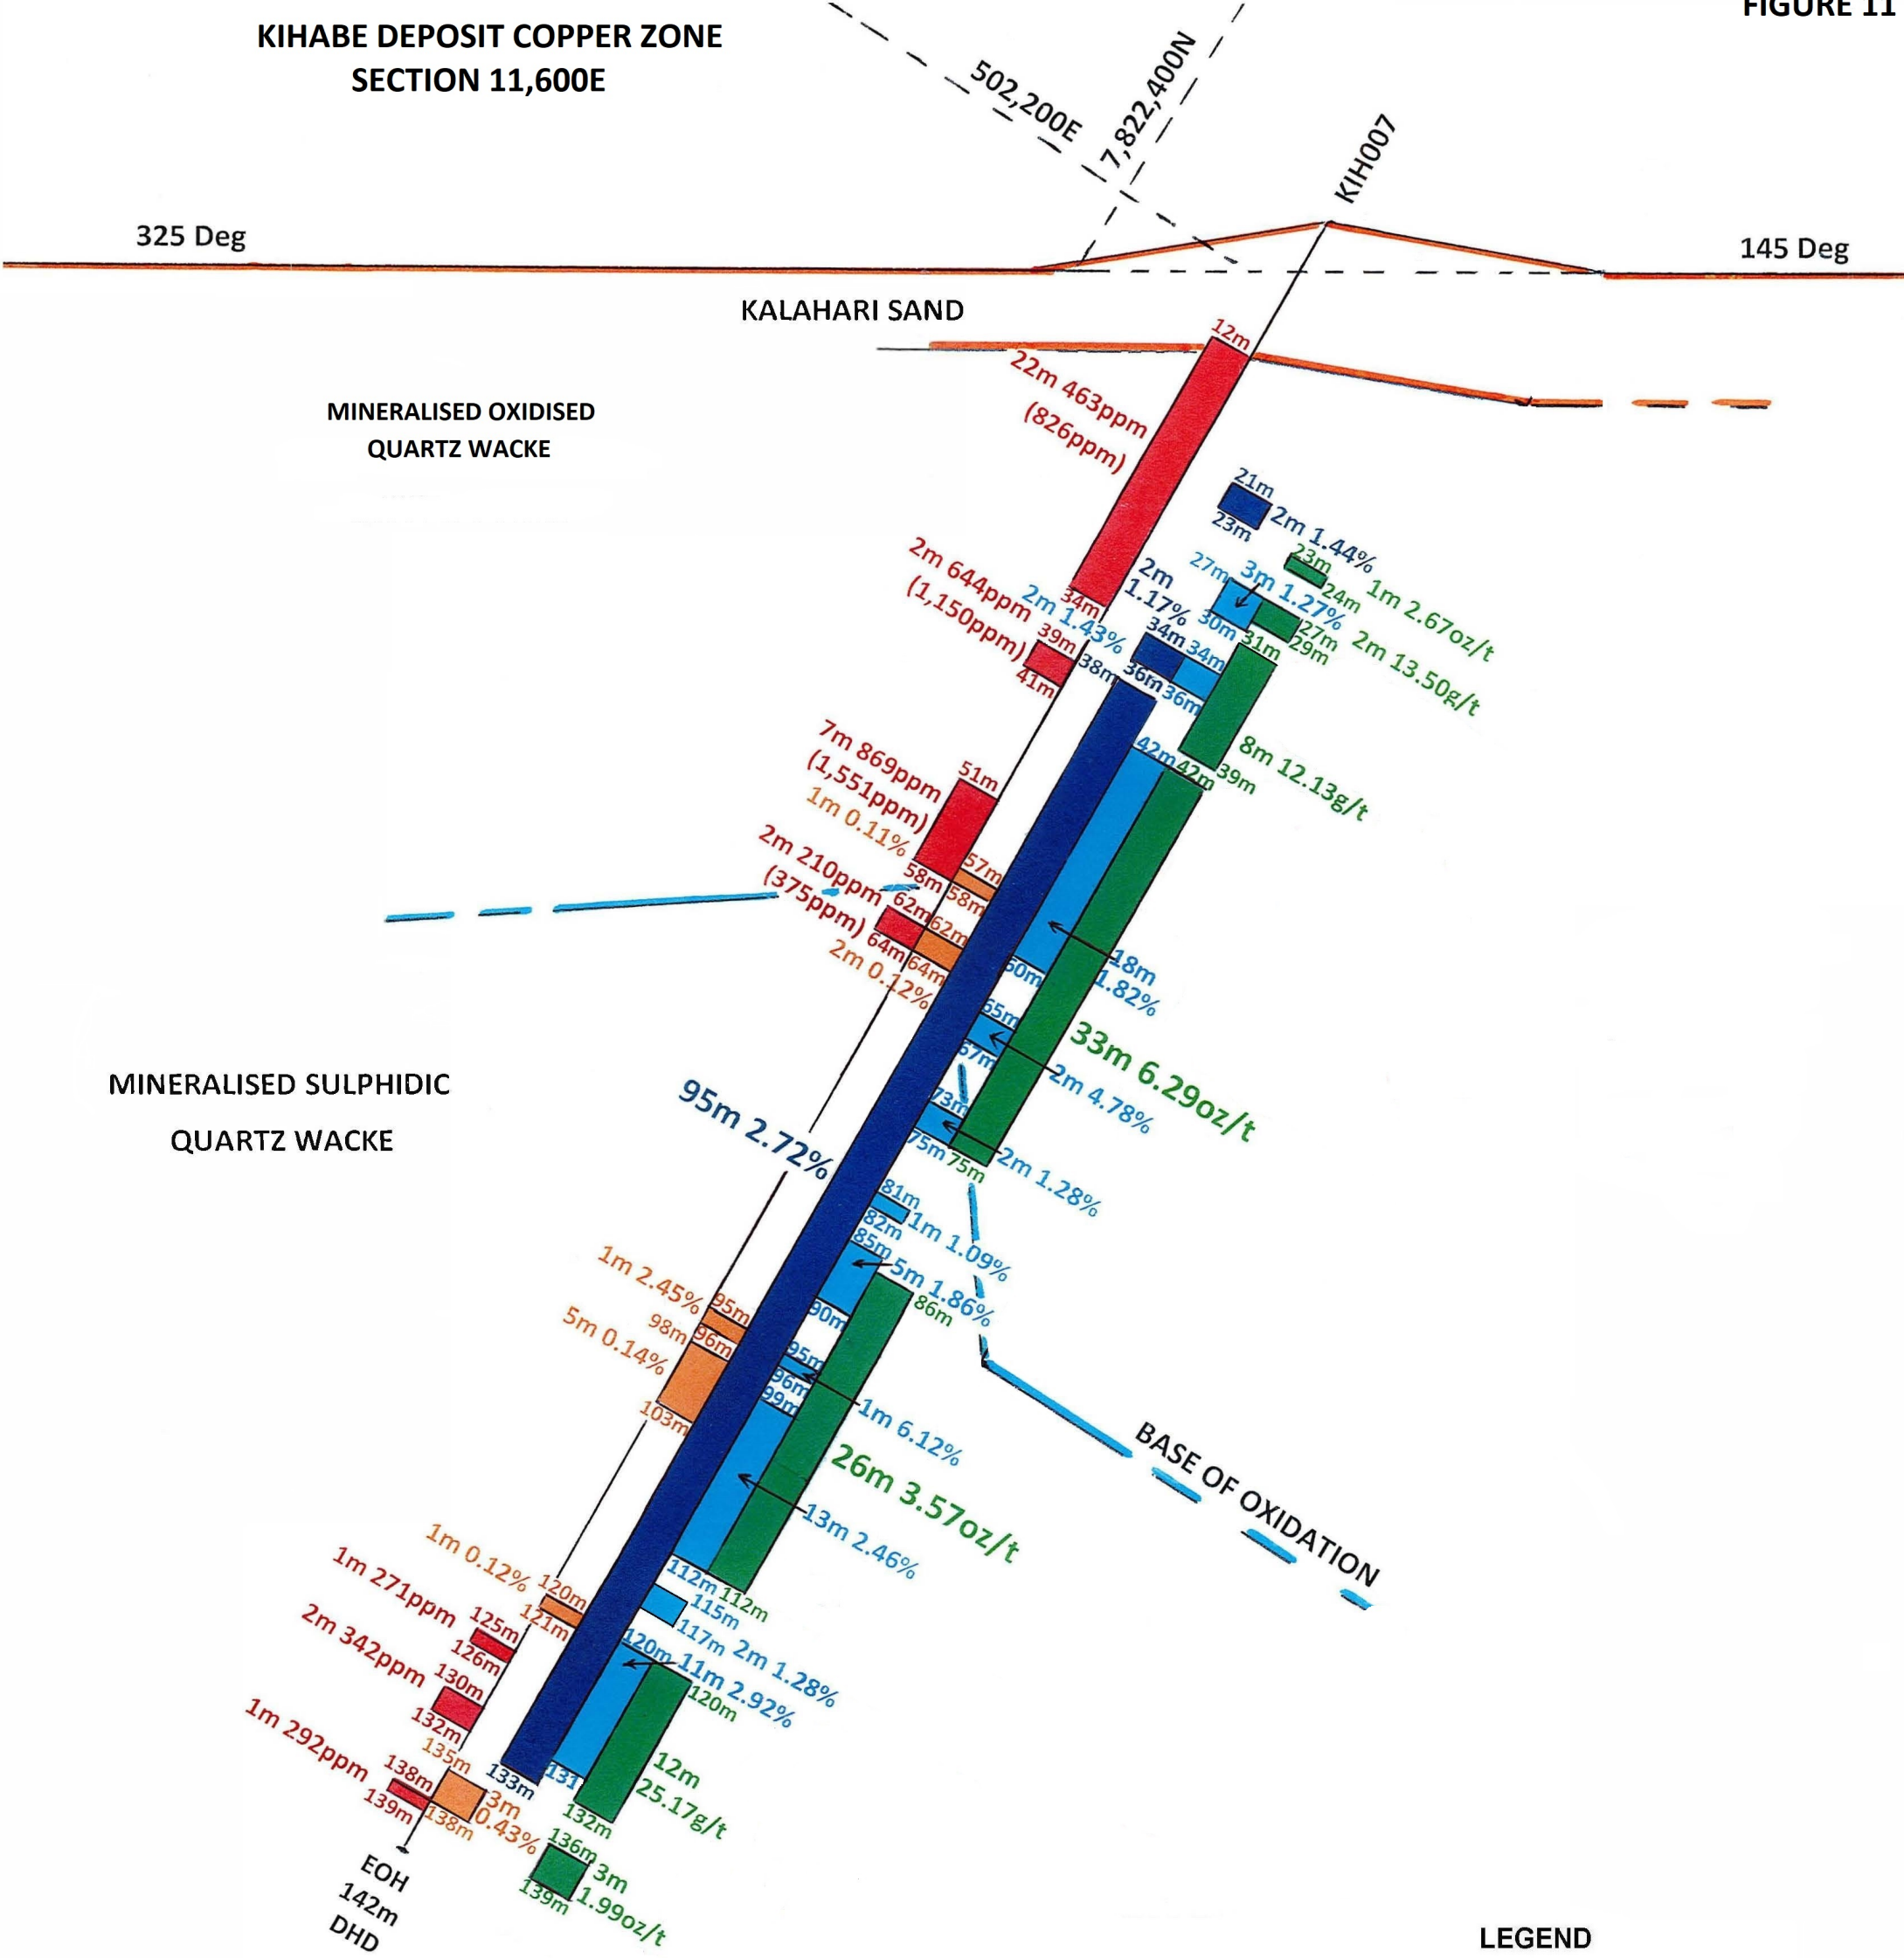 FIGURE 11
KIHABE DEPOSIT COPPER ZONE
SECTION 11,600E
502,200E
7,822,400N
KIH007
325 Deg
145 Deg
KALAHARI SAND
12m
22m 463ppm
(826ppm)
MINERALISED OXIDISED
QUARTZ WACKE
21m
23m
2m 1.44%
23m
24m
1m 2.67oz/t
27m
3m 1.27%
30m
27m
29m
2m 13.50g/t
34m
2m
1.17%
34m
36m
2m 1.43%
34m
36m
31m
39m
8m 12.13g/t
2m 644ppm
(1,150ppm)
39m
41m
38m
42m
42m
7m 869ppm
(1,551ppm)
51m
58m
1m 0.11%
57m
58m
2m 210ppm
(375ppm)
62m
64m
62m
64m
2m 0.12%
60m
18m
1.82%
65m
67m
2m 4.78%
33m 6.29oz/t
73m
75m
75m
2m 1.28%
MINERALISED SULPHIDIC
QUARTZ WACKE
95m 2.72%
81m
82m
1m 1.09%
85m
5m 1.86%
90m
86m
1m 2.45%
95m
96m
5m 0.14%
98m
103m
95m
96m
1m 6.12%
99m
13m 2.46%
26m 3.57oz/t
112m
112m
BASE OF OXIDATION
115m
117m
2m 1.28%
1m 0.12%
120m
121m
1m 271ppm
125m
126m
120m
11m 2.92%
120m
2m 342ppm
130m
132m
12m
25.17g/t
135m
3m
0.43%
138m
1m 292ppm
138m
139m
133m
131
132m
136m
3m
1.99oz/t
139m
EOH
142m
DHD
LEGEND